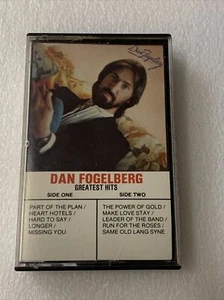 Dan Fogelberg
DAN FOGELBERG
GREATEST HITS
SIDE ONE
PART OF THE PLAN /
HEART HOTELS /
HARD TO SAY /
LONGER /
MISSING YOU
SIDE TWO
THE POWER OF GOLD /
MAKE LOVE STAY /
LEADER OF THE BAND /
RUN FOR THE ROSES /
SAME OLD LANG SYNE